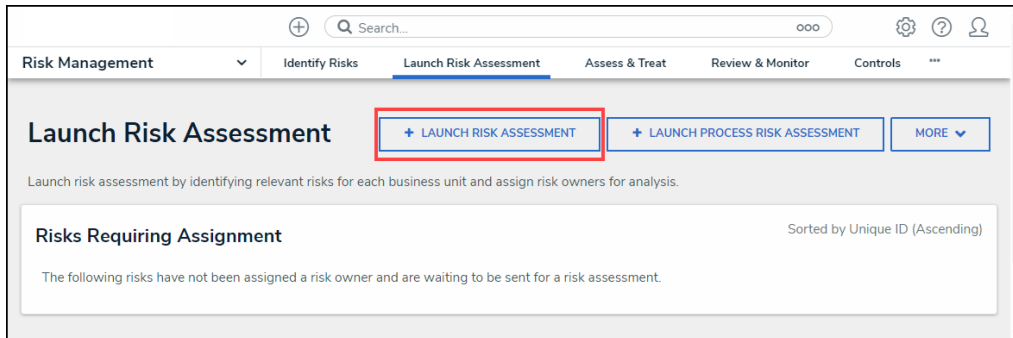 Search... ooo
Risk Management Identify Risks Launch Risk Assessment Assess & Treat Review & Monitor Controls ...
Launch Risk Assessment + LAUNCH RISK ASSESSMENT + LAUNCH PROCESS RISK ASSESSMENT MORE
Launch risk assessment by identifying relevant risks for each business unit and assign risk owners for analysis.
Risks Requiring Assignment Sorted by Unique ID (Ascending)
The following risks have not been assigned a risk owner and are waiting to be sent for a risk assessment.